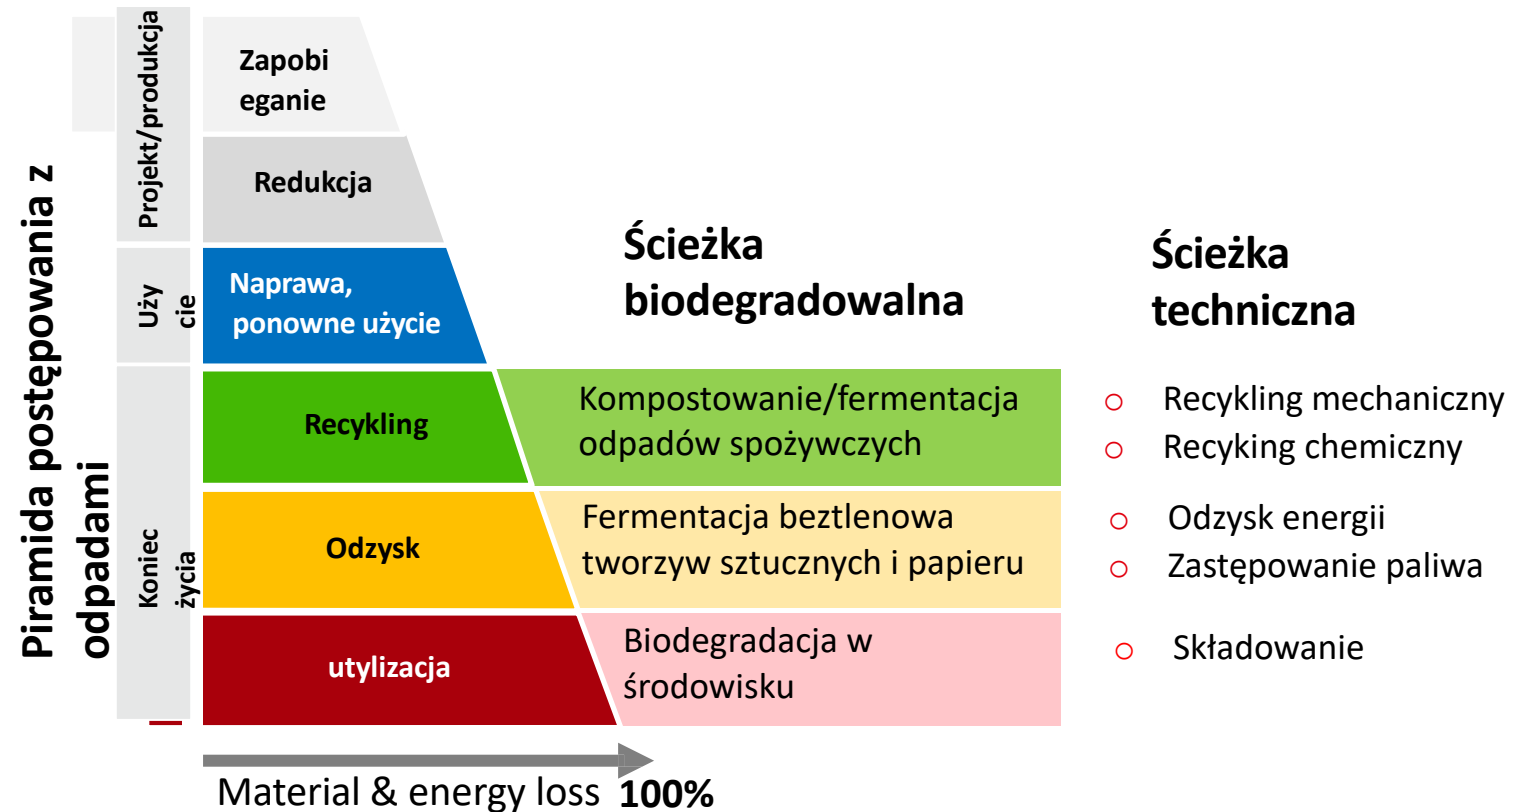 Piramida postępowania z
odpadami
Projekt/produkcja
Uży
cie
Koniec
życia
Zapobi
eganie
Redukcja
Naprawa,
ponowne użycie
Recykling
Odzysk
utylizacja
Ścieżka
biodegradowalna
Kompostowanie/fermentacja
odpadów spożywczych
Fermentacja beztlenowa
tworzyw sztucznych i papieru
Biodegradacja w
środowisku
Ścieżka
techniczna
Recykling mechaniczny
Recyking chemiczny
Odzysk energii
Zastępowanie paliwa
Składowanie
Material & energy loss 100%